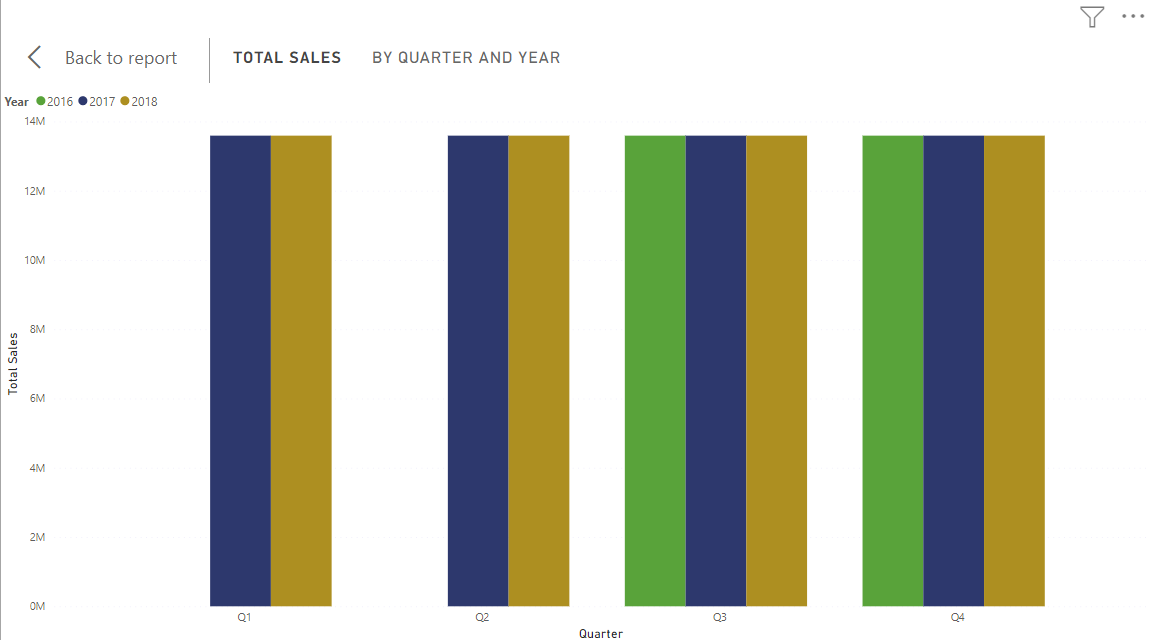 Back to report
TOTAL SALES
BY QUARTER AND YEAR
Year 2016 2017 2018
14M
12M
10M
8M
6M
4M
2M
0M
Total Sales
Q1 Q2 Q3 Q4
Quarter